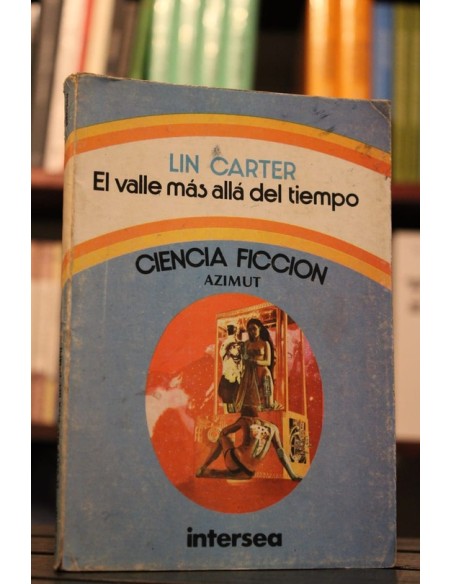 LIN CARTER
El valle más allá del tiempo
CIENCIA FICCION
AZIMUT
intersea